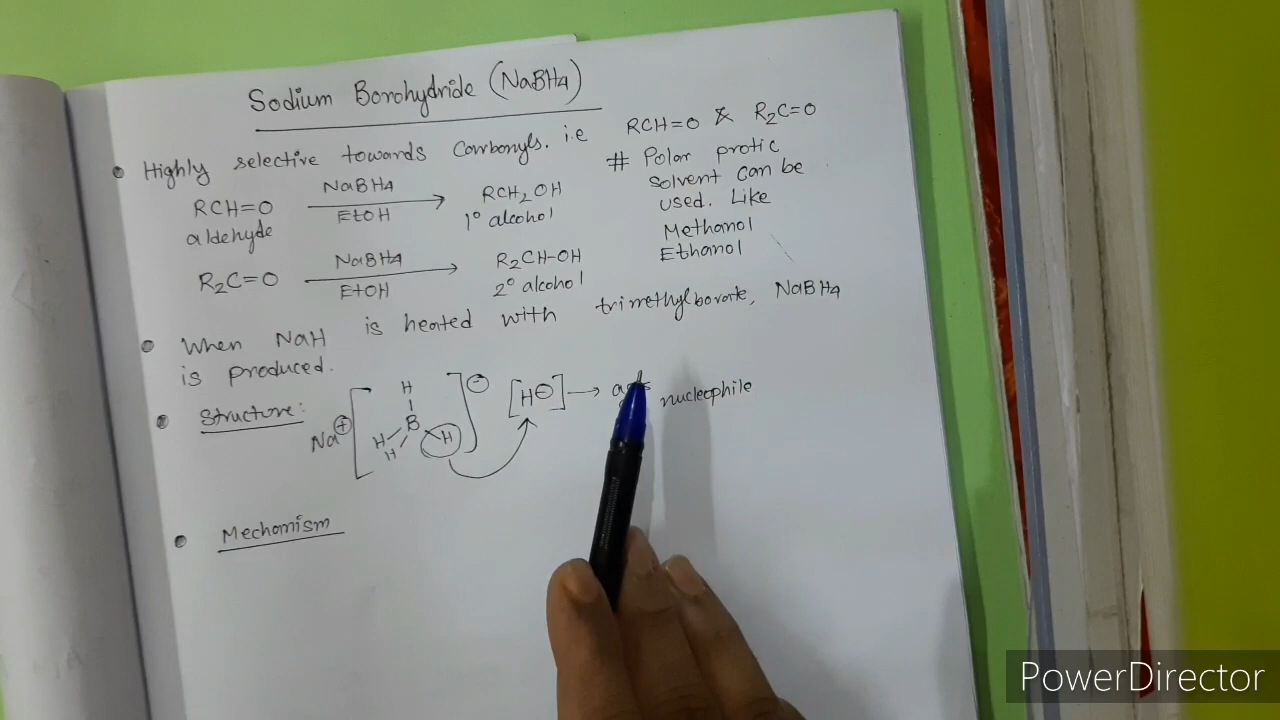 Sodium Borohydride (NaBH4)
• Highly selective towards Carbonyls. i.e RCH=O & R2C=O
RCH=O NaBH4 EtOH RCH2OH
aldehyde 1° alcohol
R2C=O NaBH4 EtOH R2CH-OH
2° alcohol
# Polar protic
solvent can be
used. Like
Methanol
Ethanol
• When NaH is heated with trimethylborate, NaBH4
is produced.
• Structure: Na⊕ [H B H H H]⊖ [H⊖] → nucleophile
• Mechanism
PowerDirector